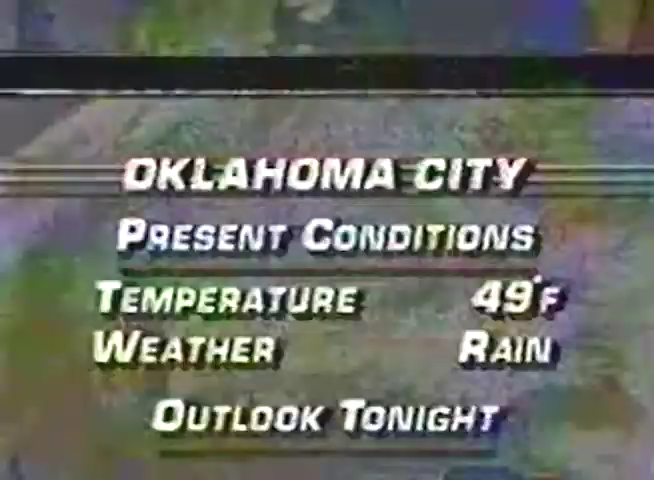 OKLAHOMA CITY
PRESENT CONDITIONS
TEMPERATURE 49°F
WEATHER RAIN
OUTLOOK TONIGHT